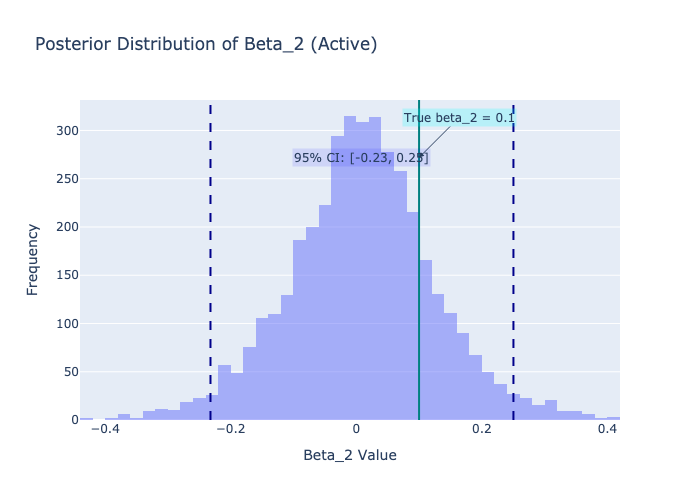 Posterior Distribution of Beta_2 (Active)
True beta_2 = 0.1
95% CI: [-0.23, 0.25]
300
250
200
150
100
50
0
Frequency
−0.4
−0.2
0
0.2
0.4
Beta_2 Value